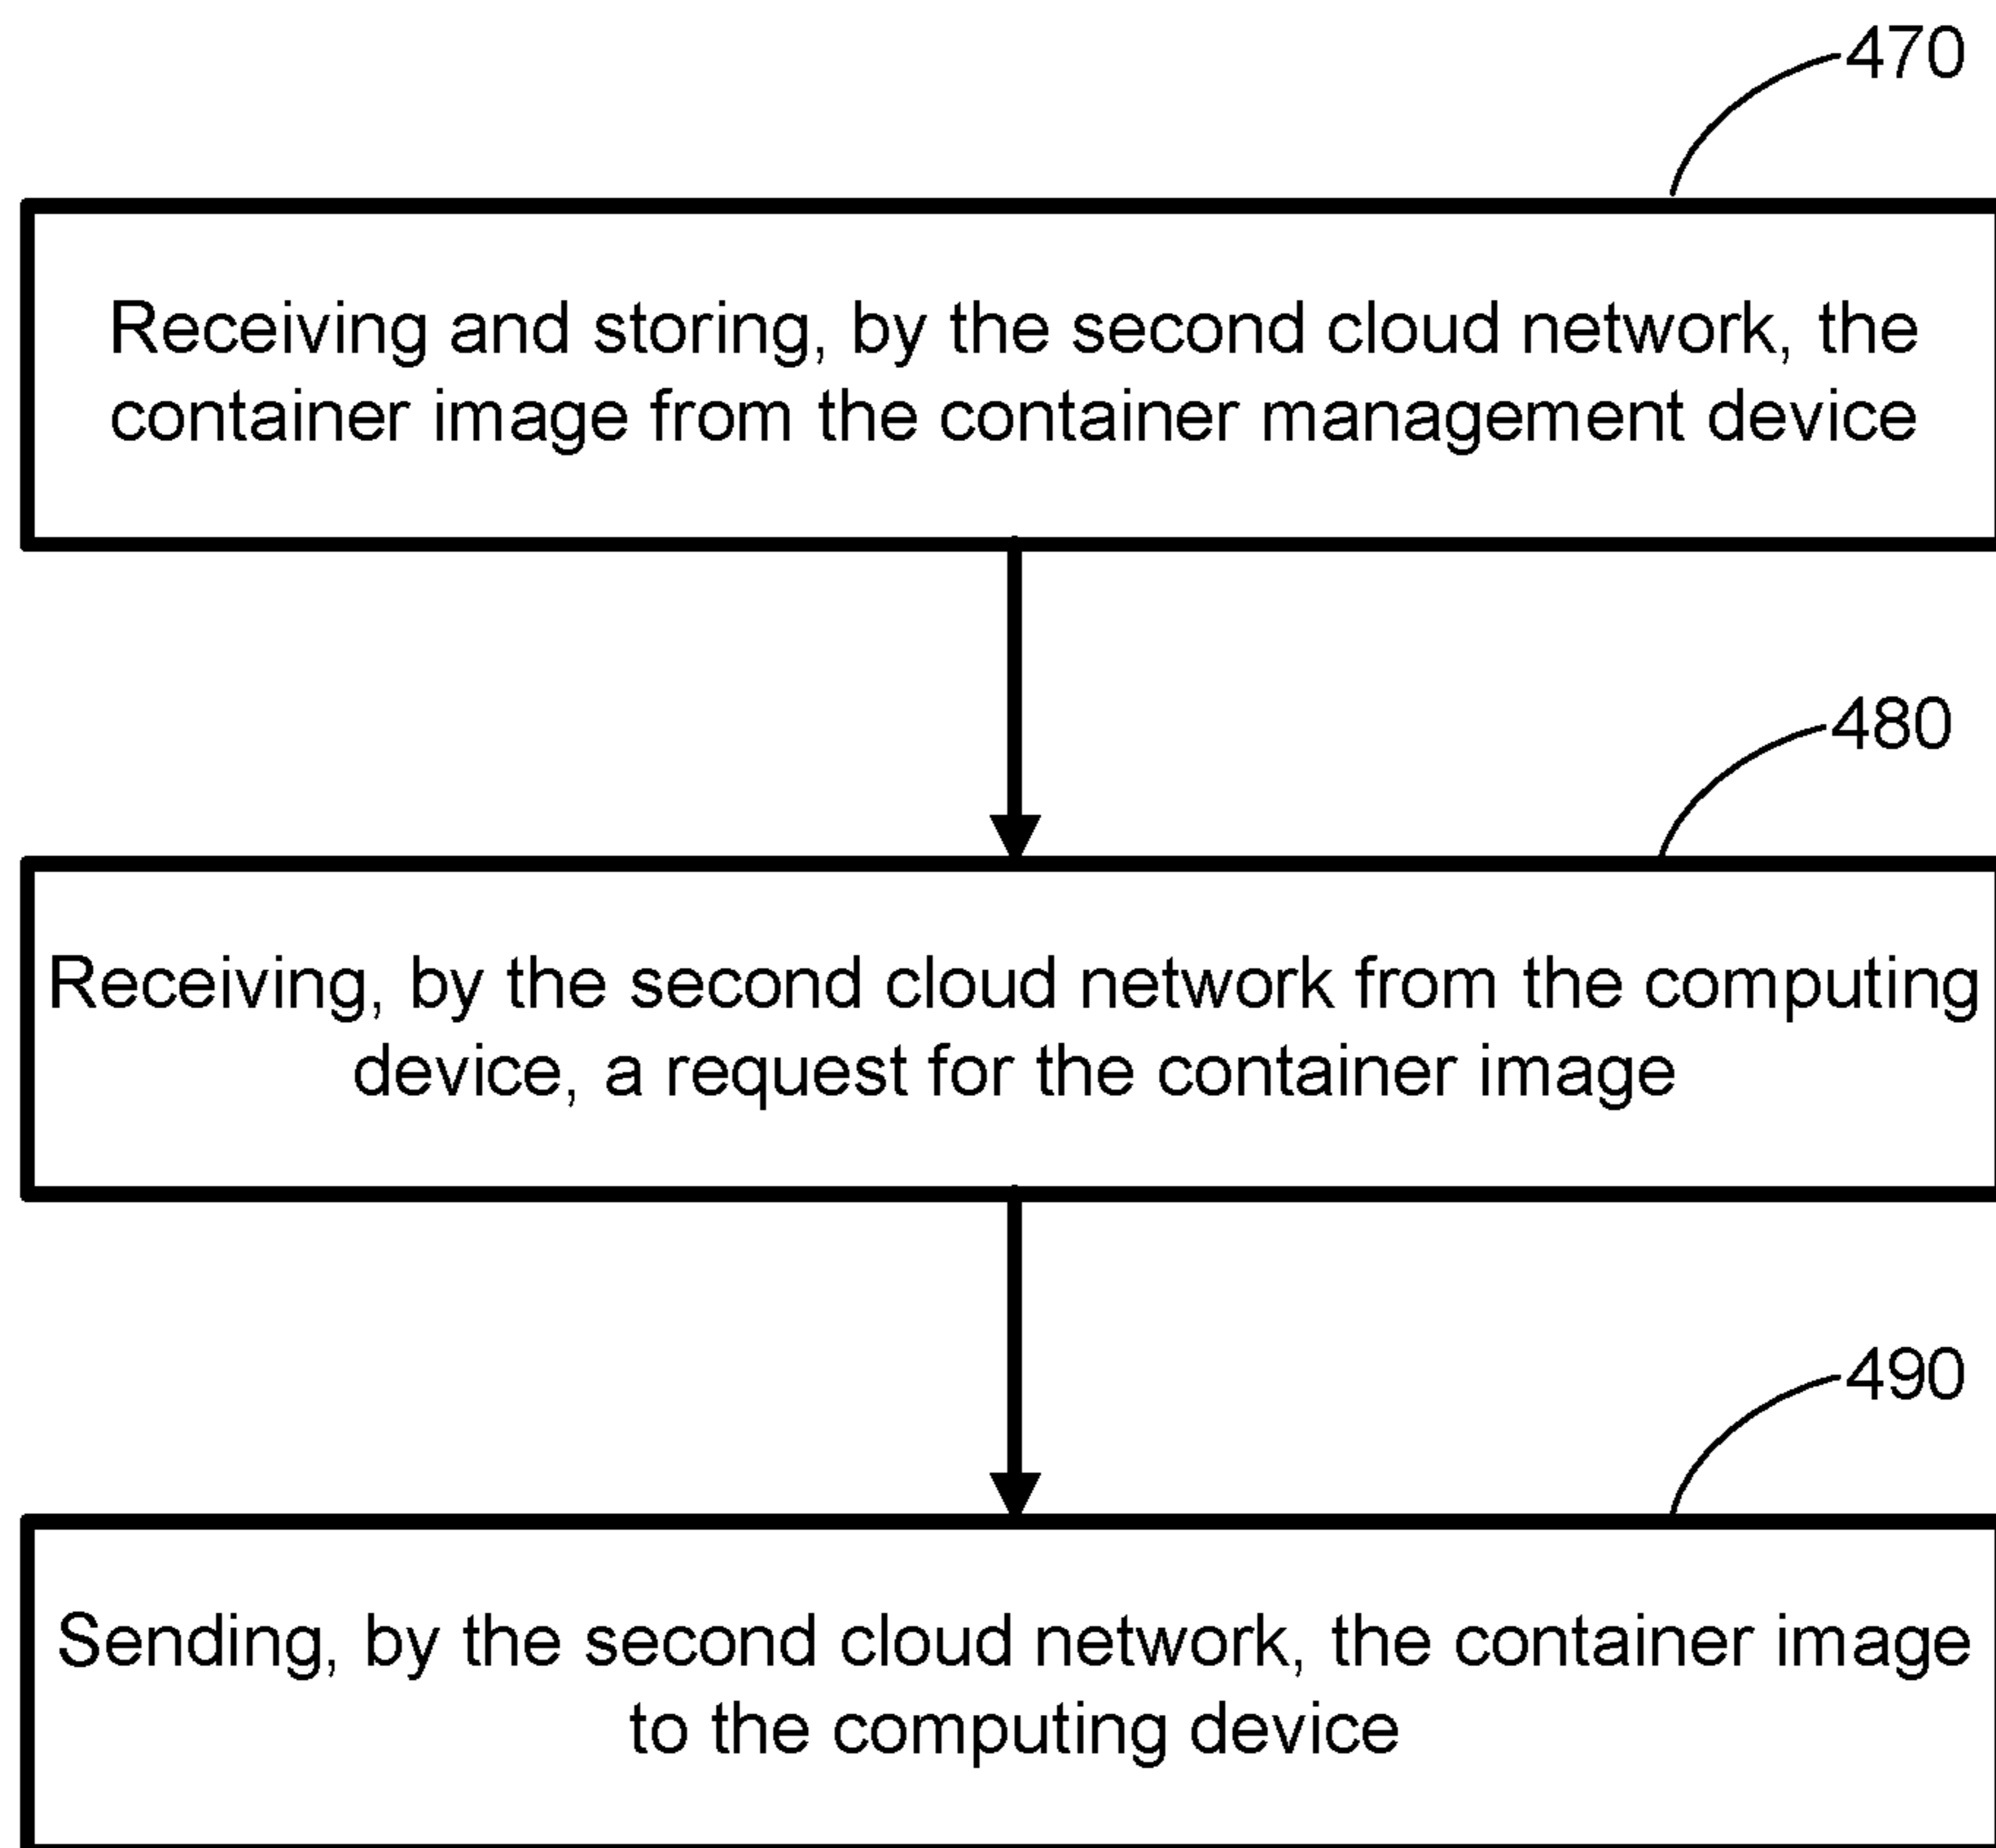 470
Receiving and storing, by the second cloud network, the
container image from the container management device
480
Receiving, by the second cloud network from the computing
device, a request for the container image
490
Sending, by the second cloud network, the container image
to the computing device